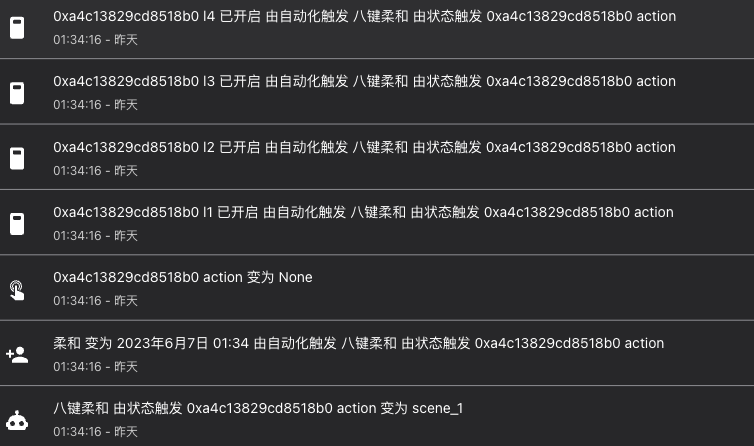 0xa4c13829cd8518b0 l4 已开启 由自动化触发 八键柔和 由状态触发 0xa4c13829cd8518b0 action
01:34:16 - 昨天
0xa4c13829cd8518b0 l3 已开启 由自动化触发 八键柔和 由状态触发 0xa4c13829cd8518b0 action
01:34:16 - 昨天
0xa4c13829cd8518b0 l2 已开启 由自动化触发 八键柔和 由状态触发 0xa4c13829cd8518b0 action
01:34:16 - 昨天
0xa4c13829cd8518b0 l1 已开启 由自动化触发 八键柔和 由状态触发 0xa4c13829cd8518b0 action
01:34:16 - 昨天
0xa4c13829cd8518b0 action 变为 None
01:34:16 - 昨天
柔和 变为 2023年6月7日 01:34 由自动化触发 八键柔和 由状态触发 0xa4c13829cd8518b0 action
01:34:16 - 昨天
八键柔和 由状态触发 0xa4c13829cd8518b0 action 变为 scene_1
01:34:16 - 昨天